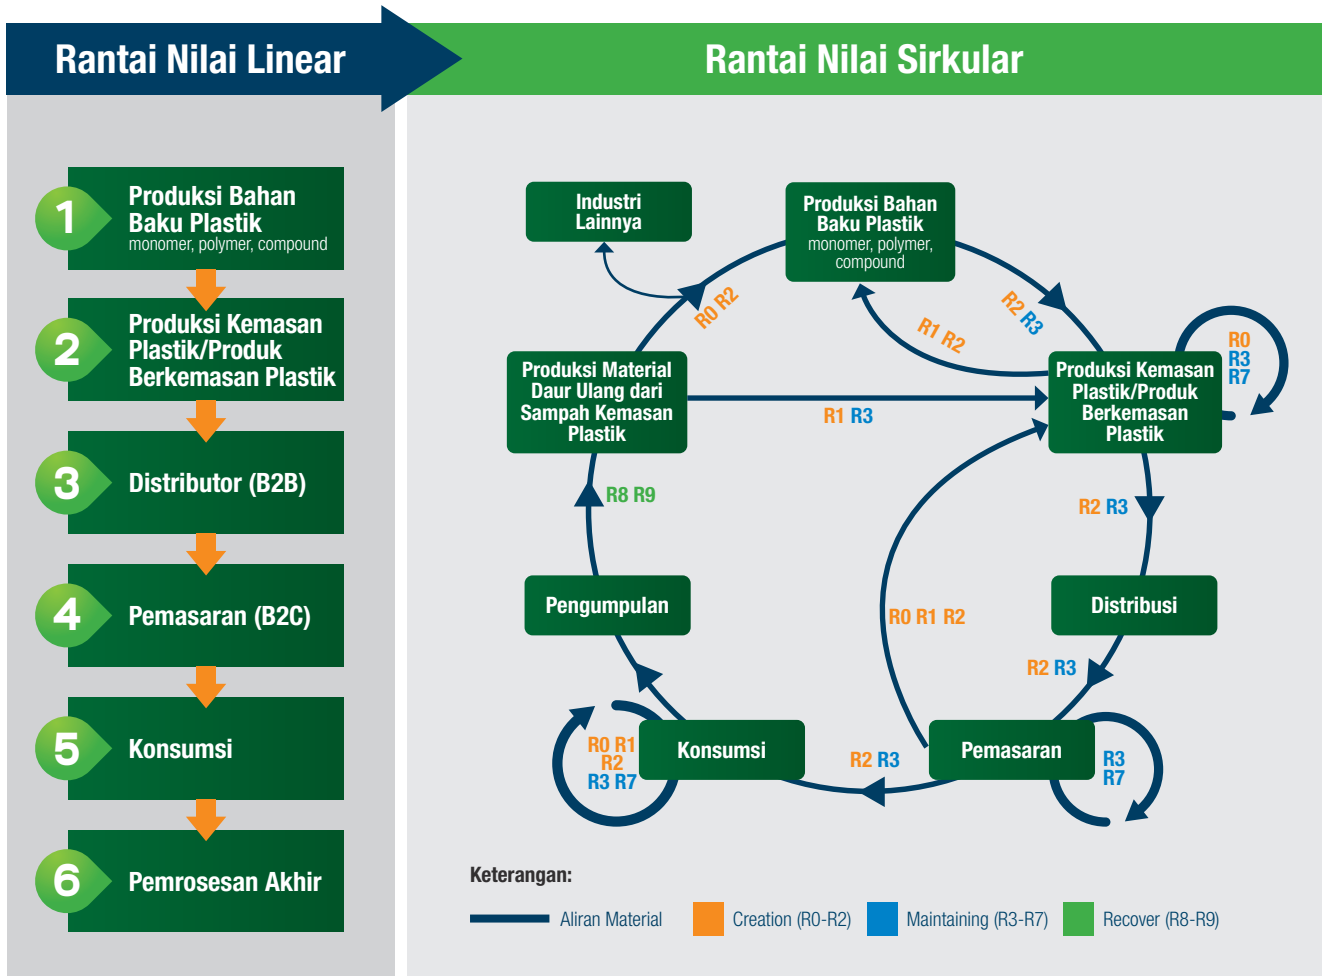 Rantai Nilai Linear
Rantai Nilai Sirkular
1
Produksi Bahan
Baku Plastik
monomer, polymer, compound
2
Produksi Kemasan
Plastik/Produk
Berkemasan Plastik
3
Distributor (B2B)
4
Pemasaran (B2C)
5
Konsumsi
6
Pemrosesan Akhir
Industri
Lainnya
Produksi Bahan
Baku Plastik
monomer, polymer,
compound
R0 R2
R2 R3
R1 R2
Produksi Material
Daur Ulang dari
Sampah Kemasan
Plastik
Produksi Kemasan
Plastik/Produk
Berkemasan
Plastik
R0
R3
R7
R1 R3
R8 R9
R2 R3
Pengumpulan
R0 R1 R2
Distribusi
R2 R3
R0 R1
R2
R3 R7
Konsumsi
R2 R3
Pemasaran
R3
R7
Keterangan:
Aliran Material
Creation (R0-R2)
Maintaining (R3-R7)
Recover (R8-R9)